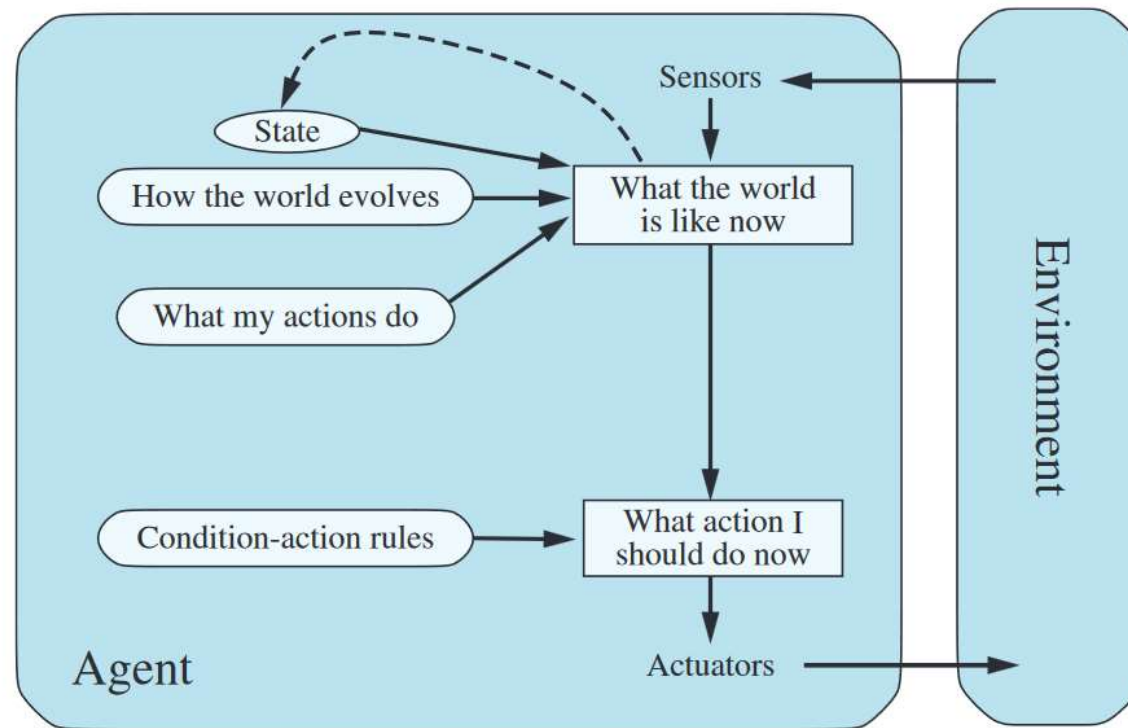 Sensors
State
What the world
is like now
How the world evolves
What my actions do
Environment
What action I
should do now
Condition-action rules
Agent
Actuators